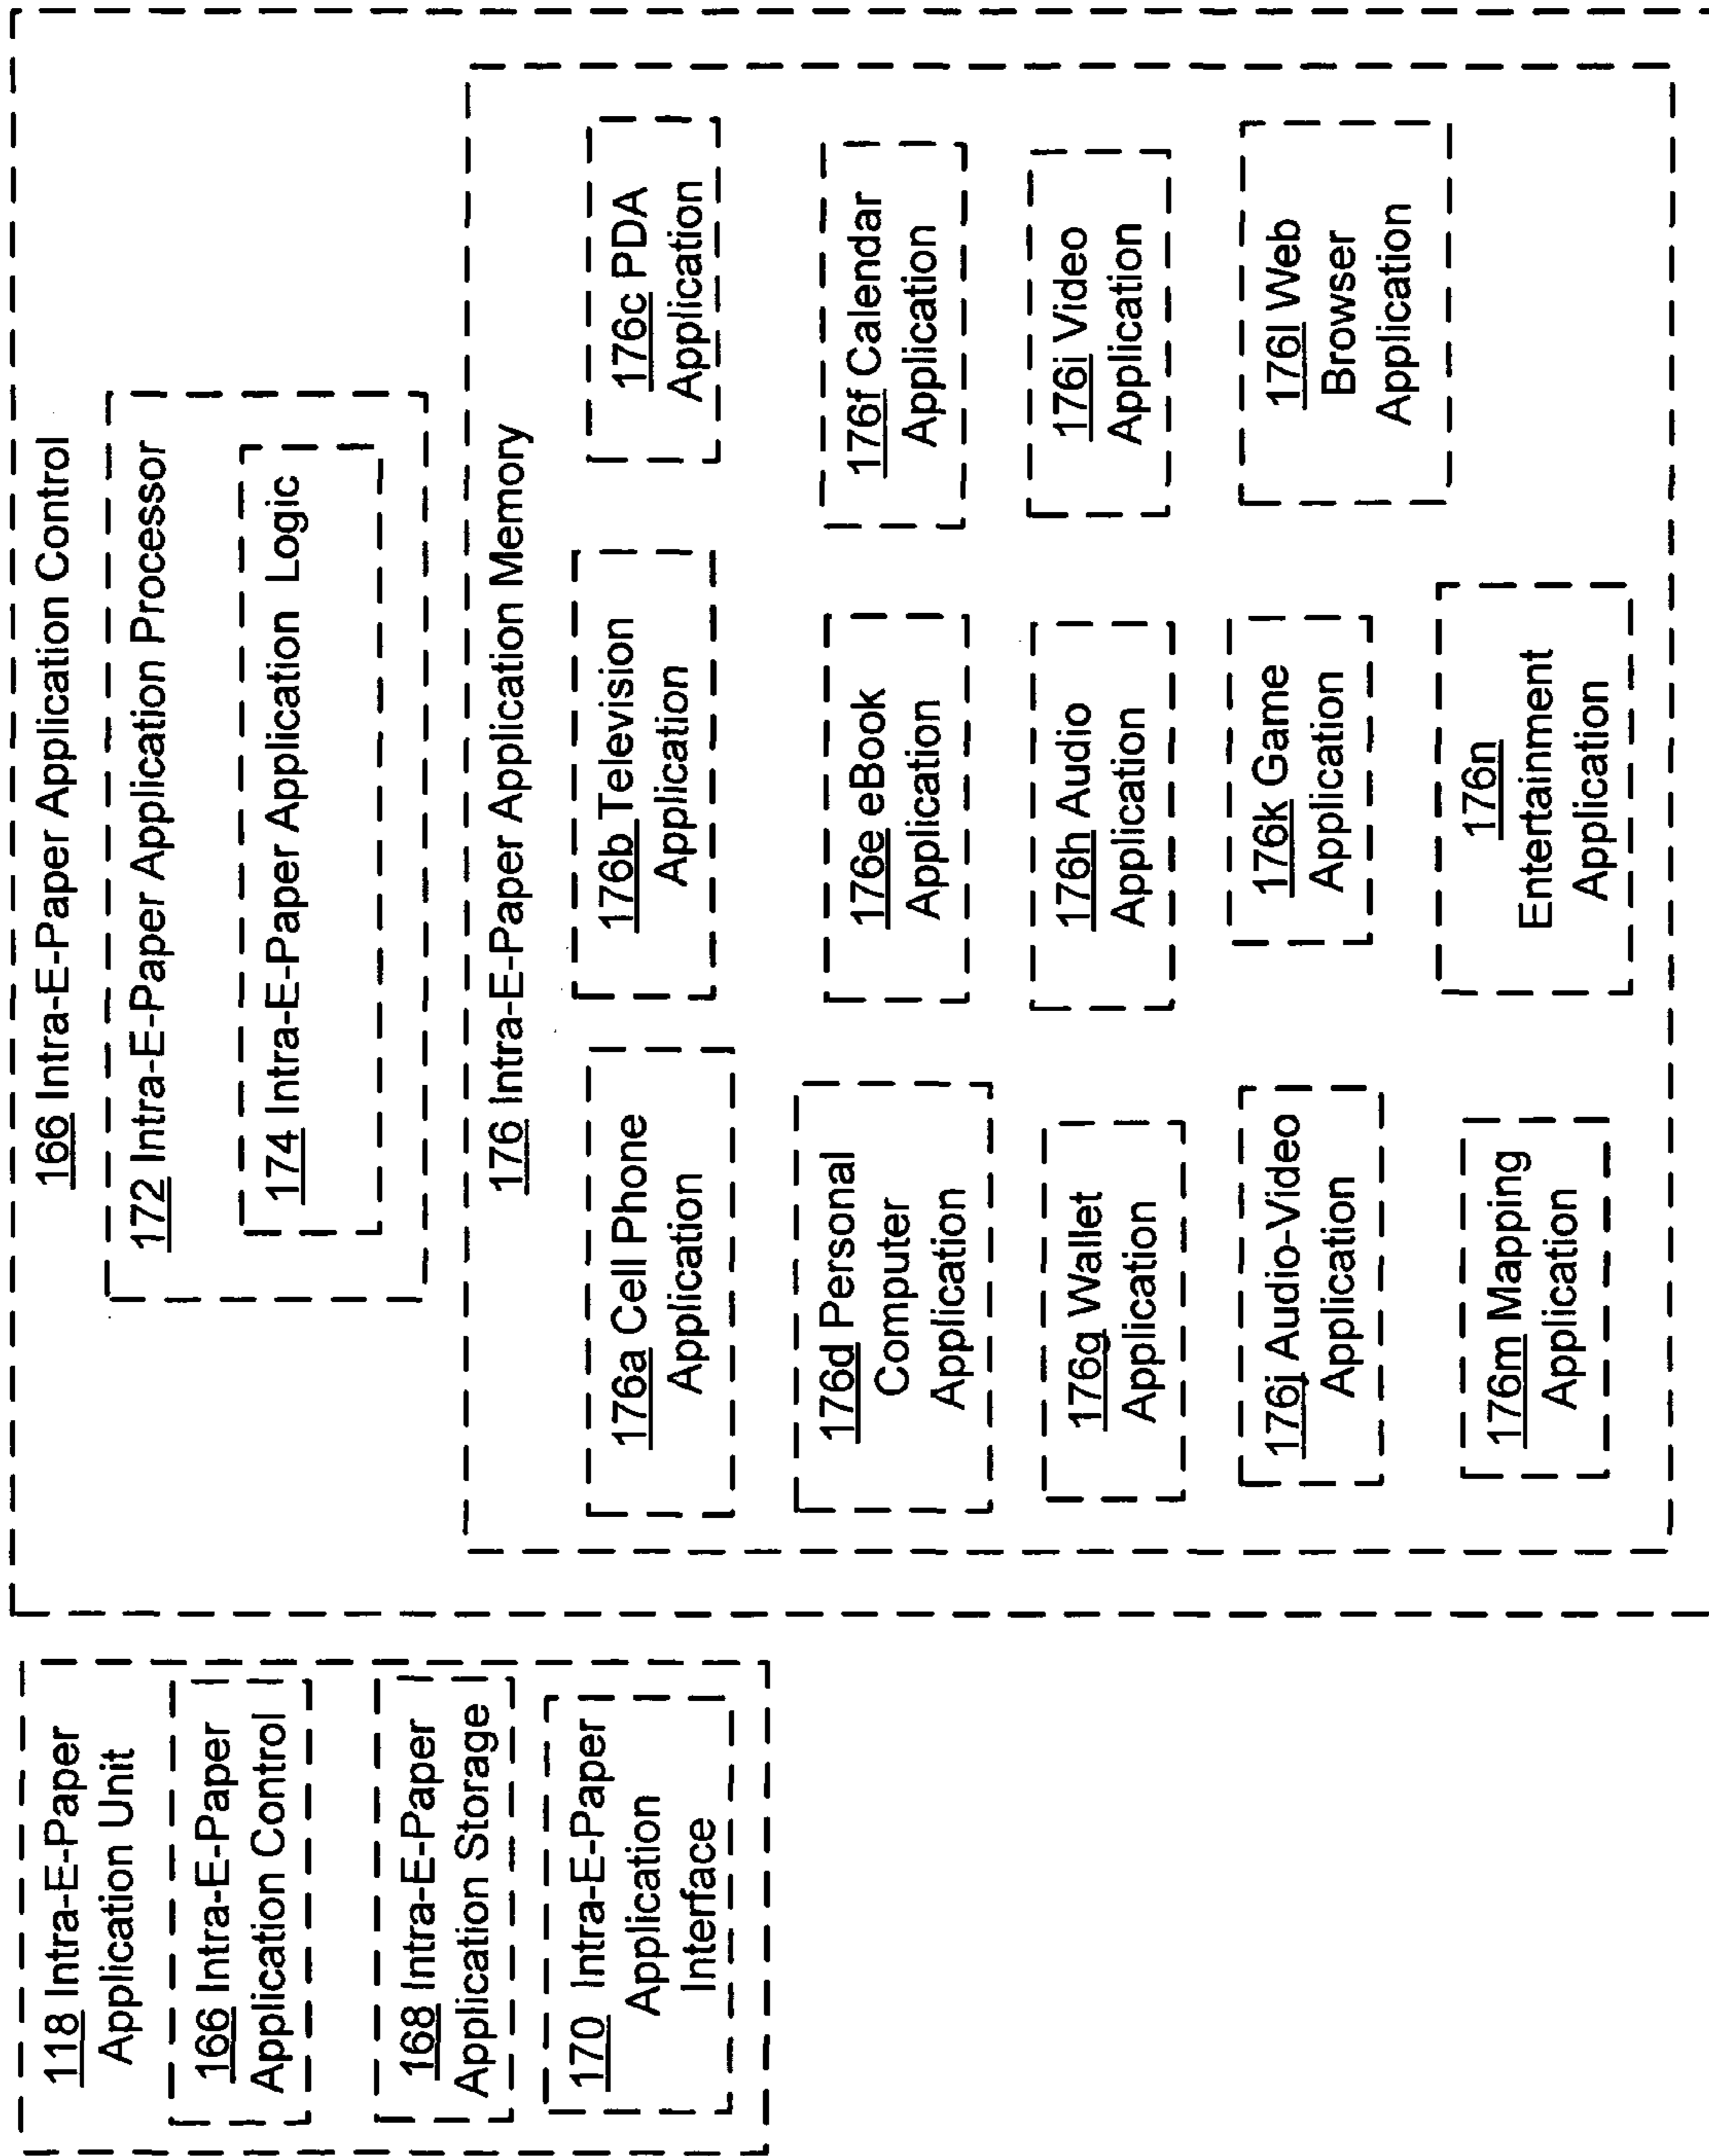 118 Intra-E-Paper
Application Unit
166 Intra-E-Paper
Application Control
168 Intra-E-Paper
Application Storage
170 Intra-E-Paper
Application
Interface
166 Intra-E-Paper Application Control
172 Intra-E-Paper Application Processor
174 Intra-E-Paper Application Logic
176 Intra-E-Paper Application Memory
176a Cell Phone
Application
176b Television
Application
176c PDA
Application
176d Personal
Computer
Application
176e eBook
Application
176f Calendar
Application
176g Wallet
Application
176h Audio
Application
176i Video
Application
176j Audio-Video
Application
176k Game
Application
176l Web
Browser
Application
176m Mapping
Application
176n
Entertainment
Application